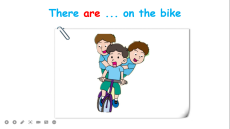 There are ... on the bike